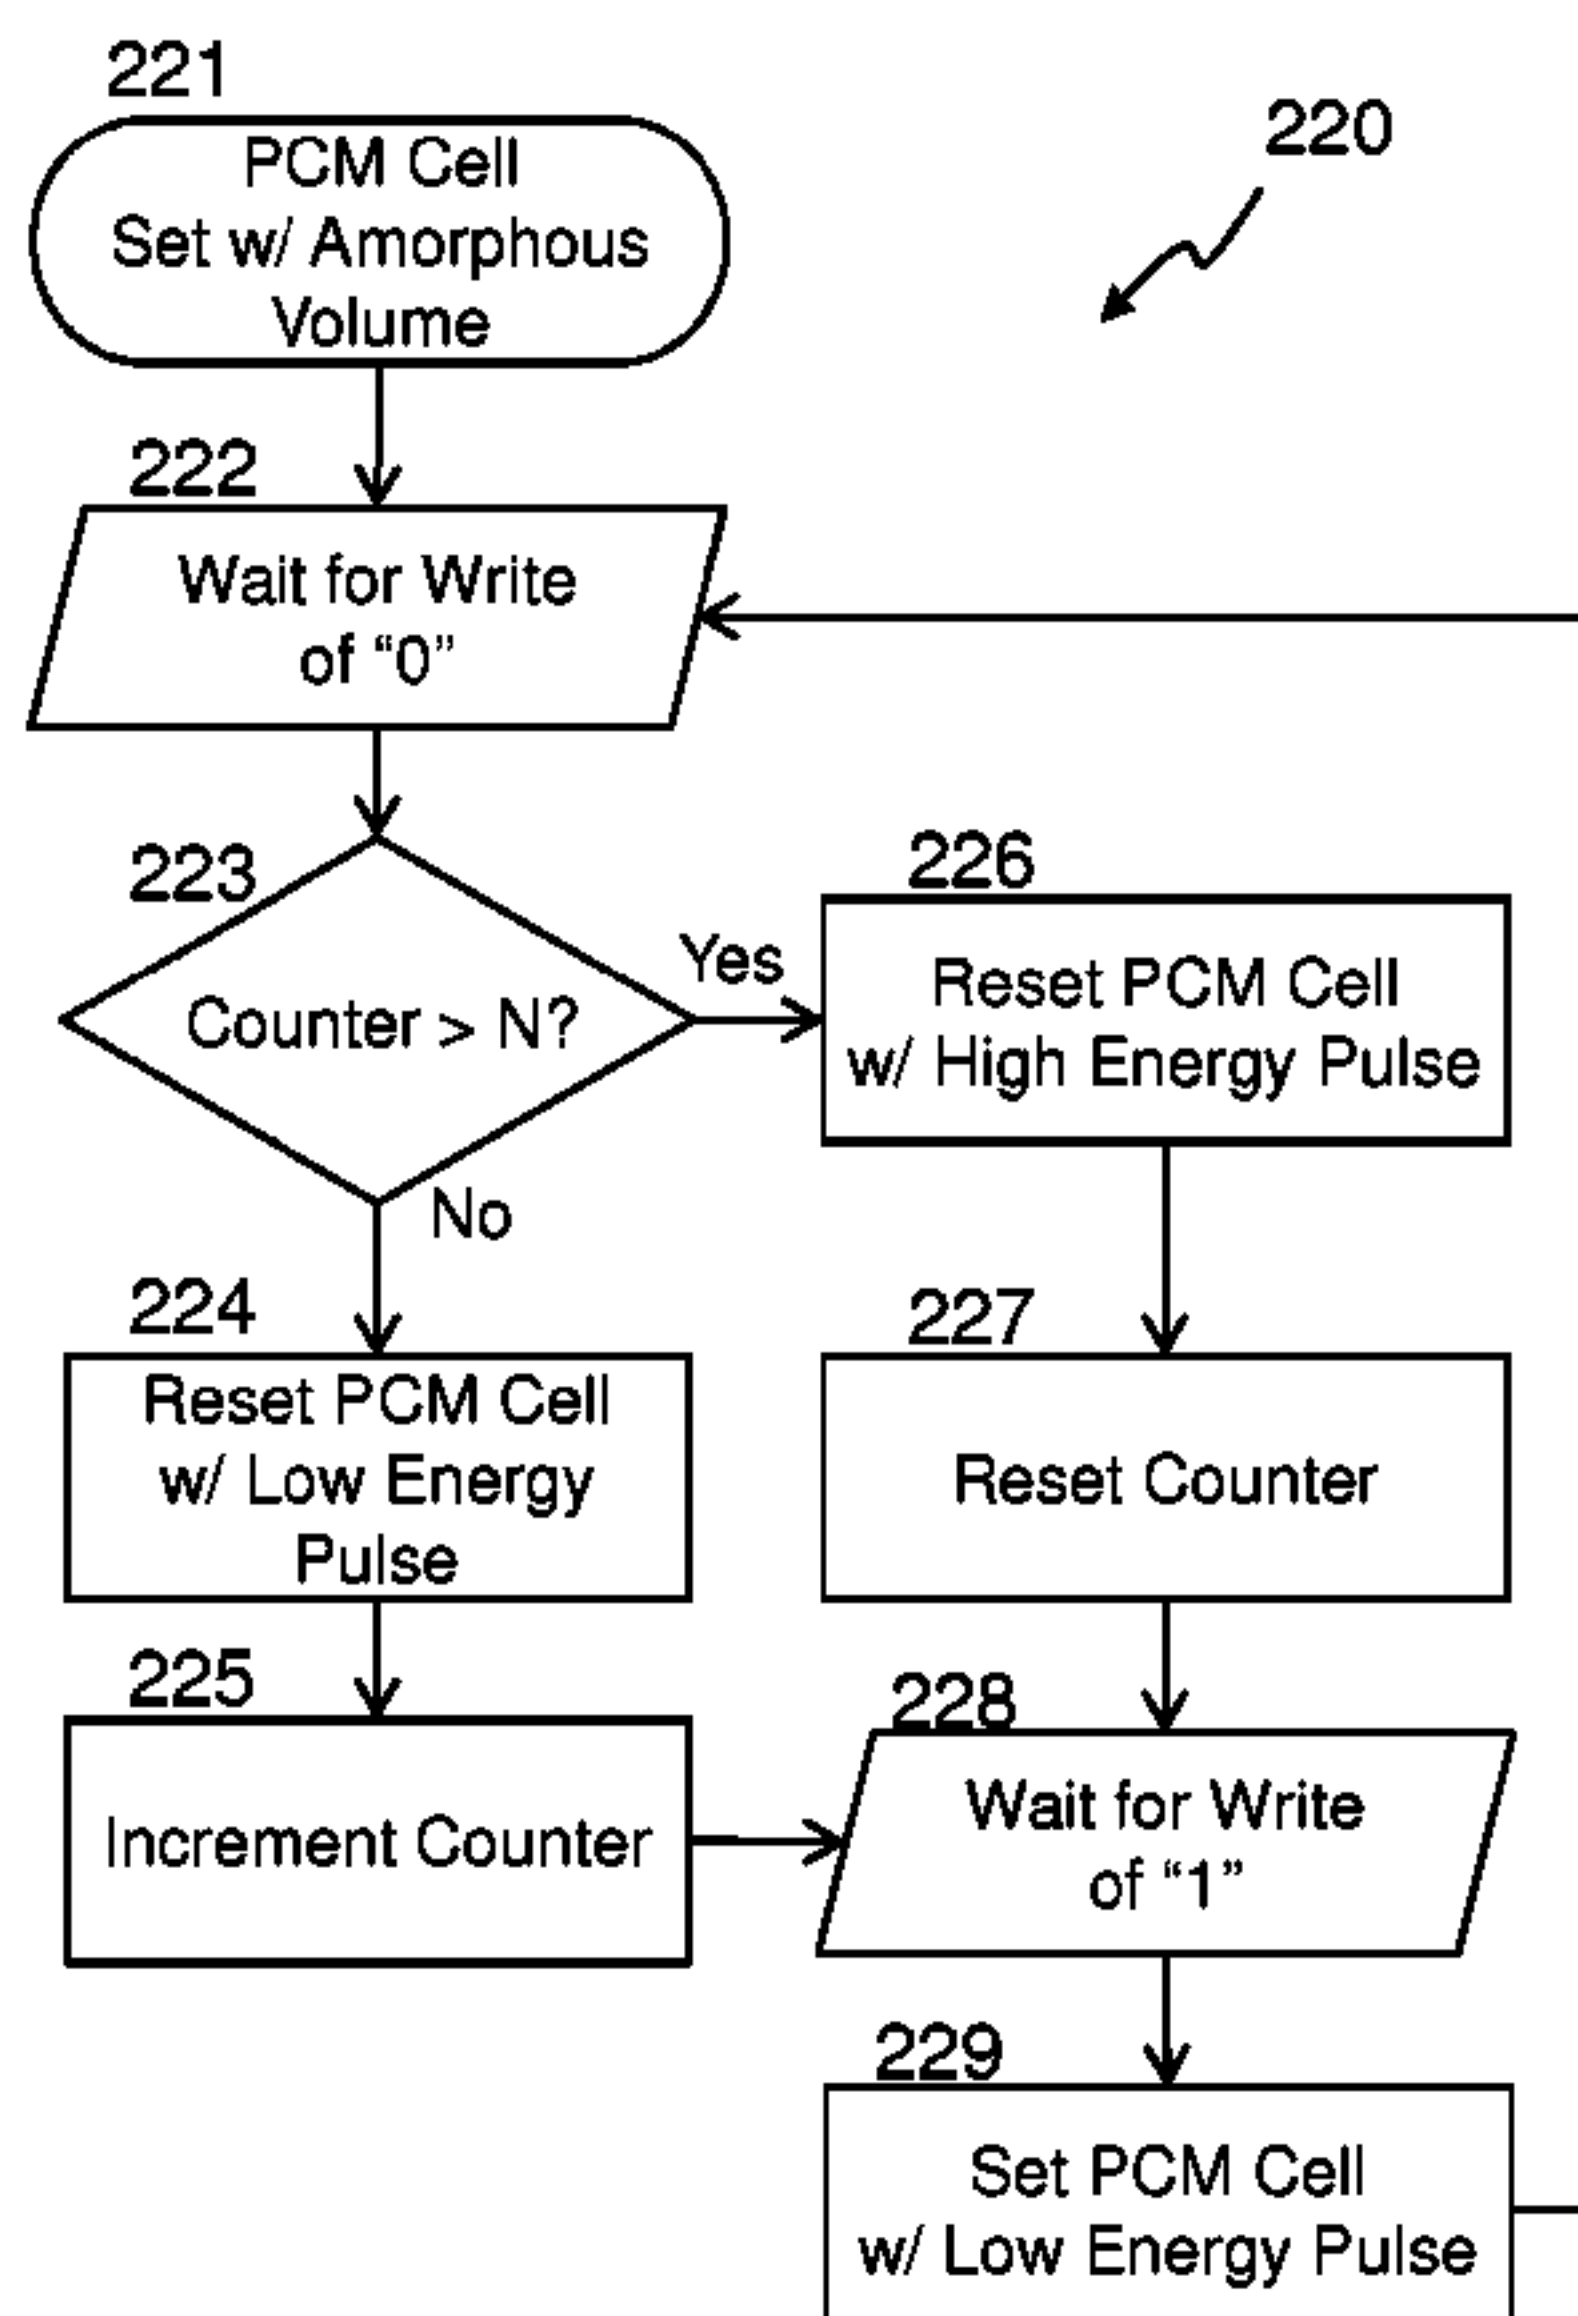 221
PCM Cell
Set w/ Amorphous
Volume
220
222
Wait for Write
of “0”
223
Counter > N?
Yes
No
226
Reset PCM Cell
w/ High Energy Pulse
224
Reset PCM Cell
w/ Low Energy
Pulse
227
Reset Counter
225
Increment Counter
228
Wait for Write
of “1”
229
Set PCM Cell
w/ Low Energy Pulse